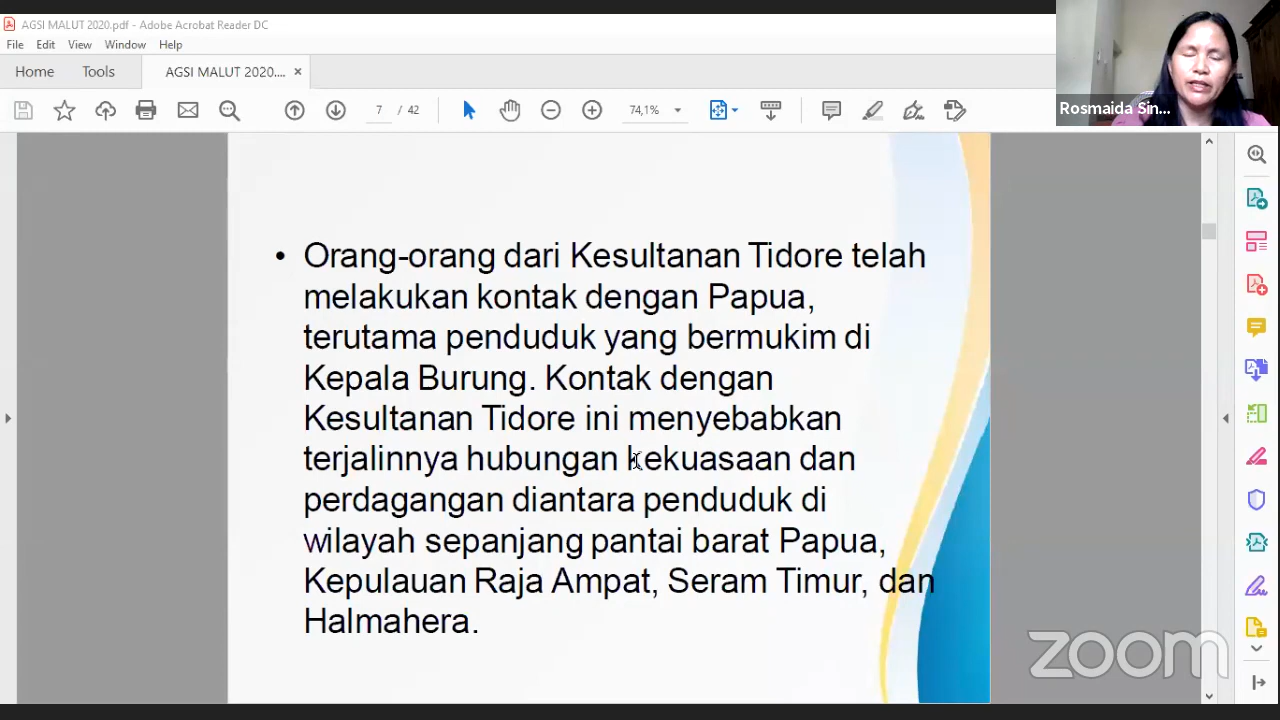 AGSI MALUT 2020.pdf - Adobe Acrobat Reader DC
File Edit View Window Help
Home Tools AGSI MALUT 2020.... ×
7 / 42 74,1%
Rosmaida Sin...
• Orang-orang dari Kesultanan Tidore telah
melakukan kontak dengan Papua,
terutama penduduk yang bermukim di
Kepala Burung. Kontak dengan
Kesultanan Tidore ini menyebabkan
terjalinnya hubungan kekuasaan dan
perdagangan diantara penduduk di
wilayah sepanjang pantai barat Papua,
Kepulauan Raja Ampat, Seram Timur, dan
Halmahera.
zoom